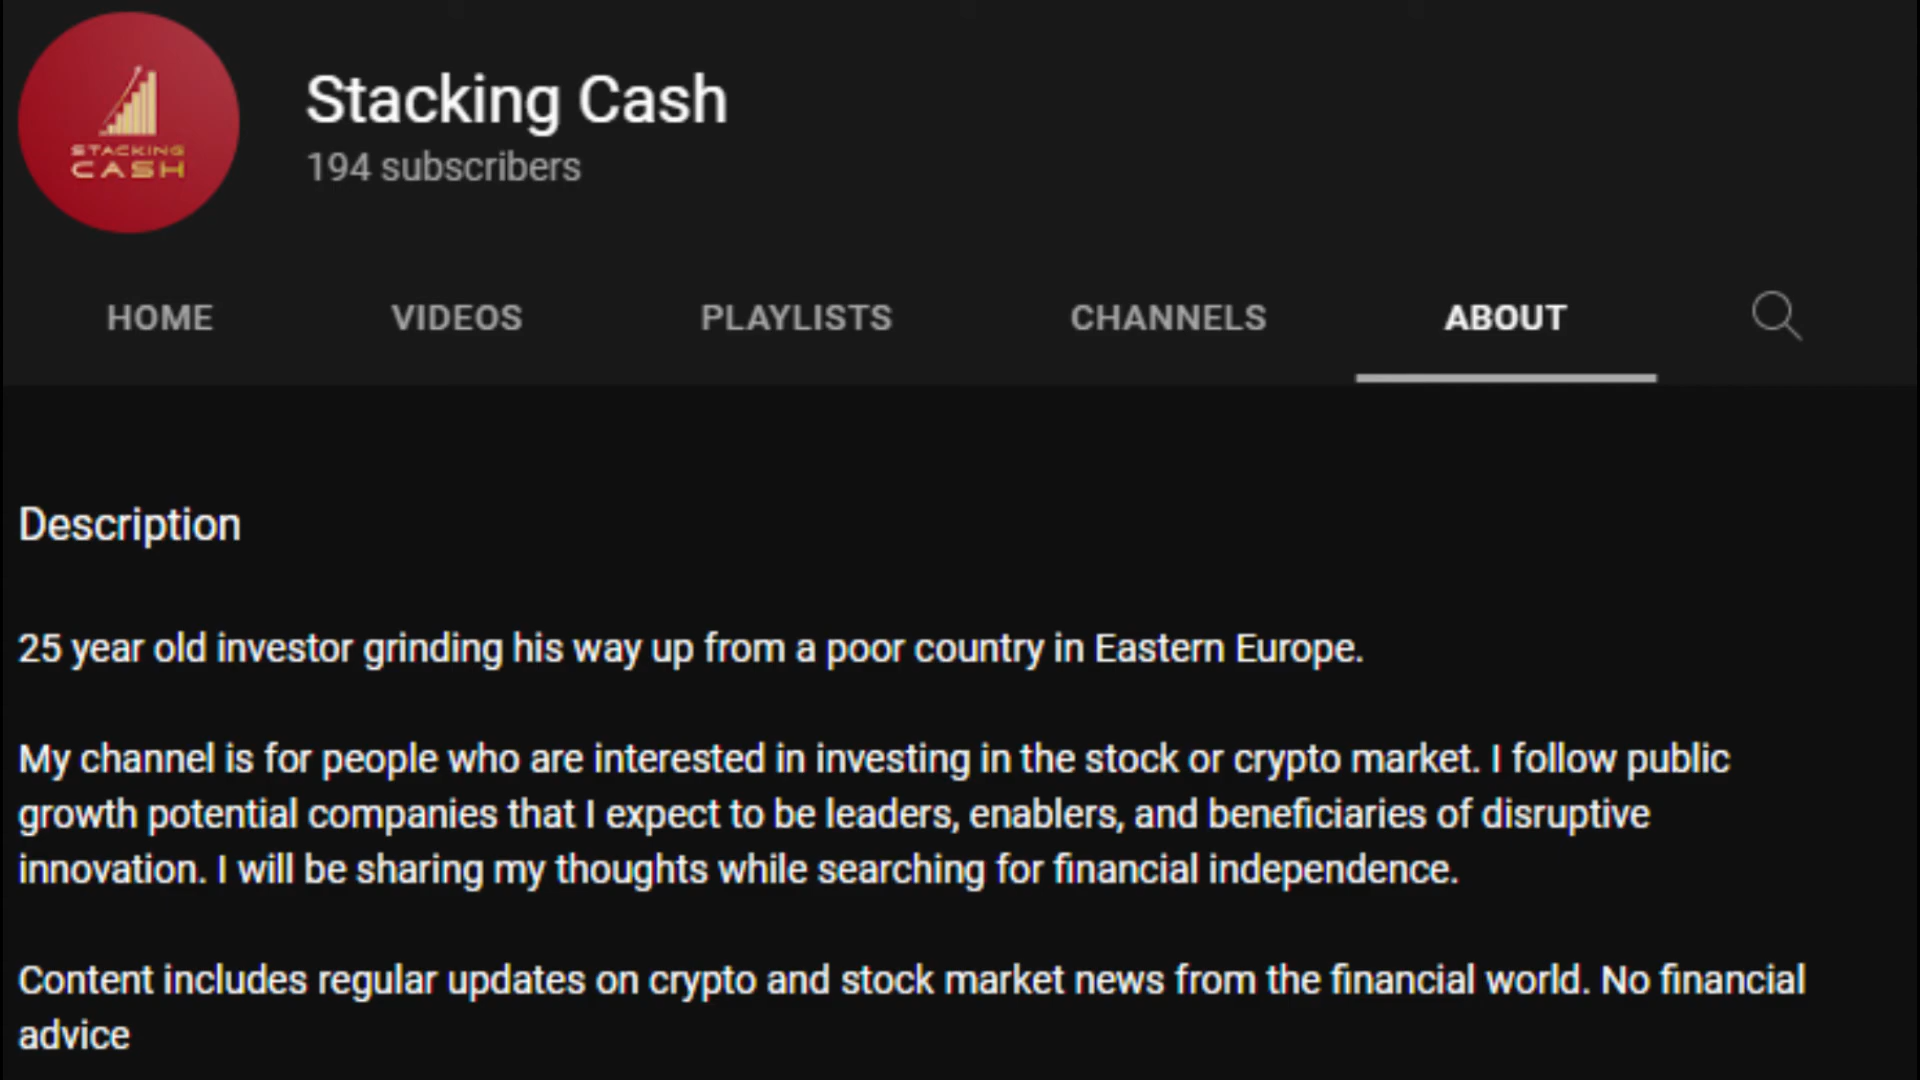 STACKING
CASH
Stacking Cash
194 subscribers
HOME VIDEOS PLAYLISTS CHANNELS ABOUT
Description
25 year old investor grinding his way up from a poor country in Eastern Europe.
My channel is for people who are interested in investing in the stock or crypto market. I follow public
growth potential companies that I expect to be leaders, enablers, and beneficiaries of disruptive
innovation. I will be sharing my thoughts while searching for financial independence.
Content includes regular updates on crypto and stock market news from the financial world. No financial
advice